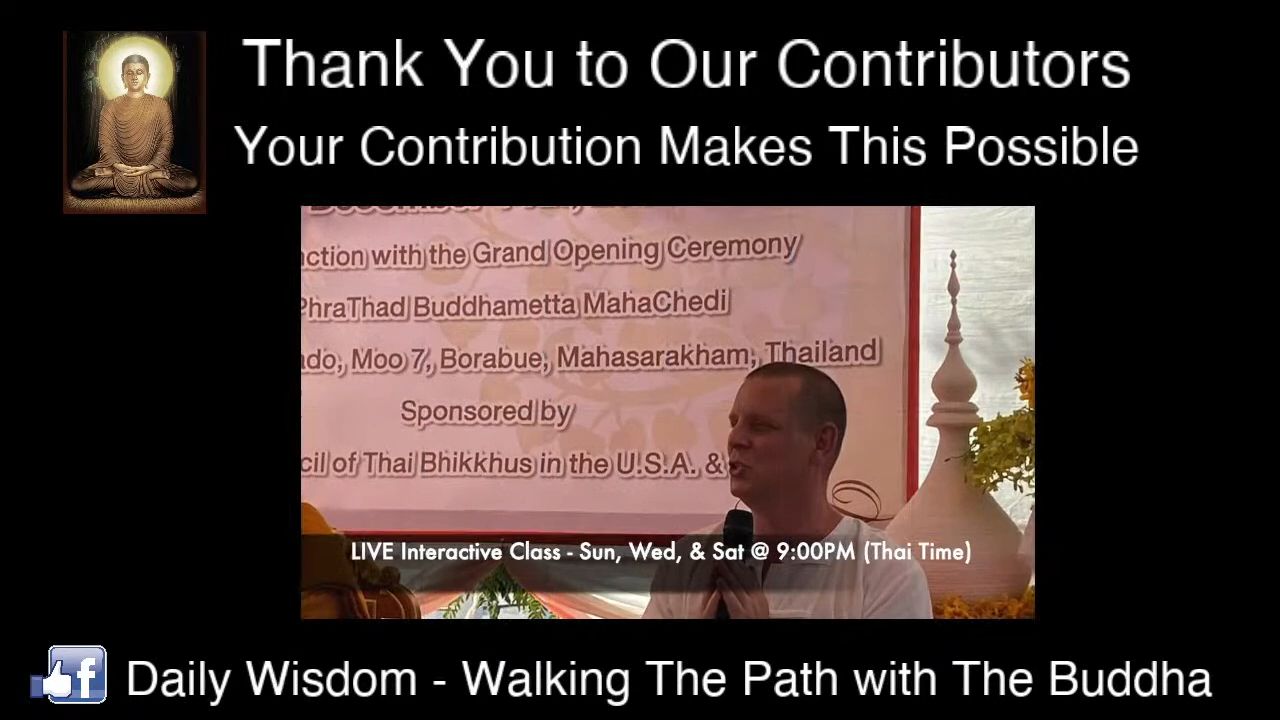 Thank You to Our Contributors
Your Contribution Makes This Possible
ction with the Grand Opening Ceremony
PhraThad Buddhametta MahaChedi
do, Moo 7, Borabue, Mahasarakham, Thailand
Sponsored by
cil of Thai Bhikkhus in the U.S.A. &
LIVE Interactive Class - Sun, Wed, & Sat @ 9:00PM (Thai Time)
f Daily Wisdom - Walking The Path with The Buddha